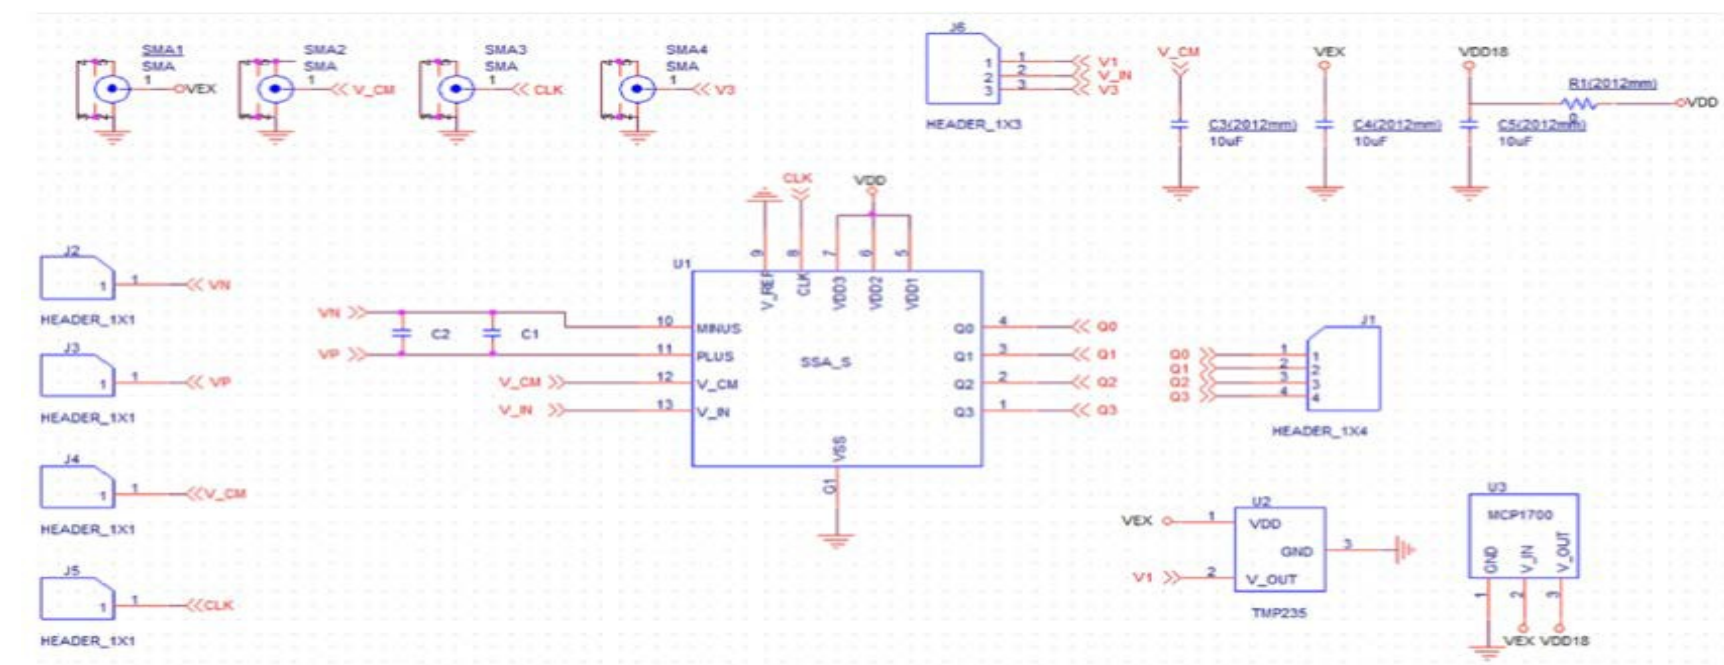 SMA1
SMA
1
VEX
SMA2
SMA
1
V_CM
SMA3
SMA
1
CLK
SMA4
SMA
1
V3
J6
1 1 V1
2 2 V_IN
3 3 V3
HEADER_1X3
V_CM
C3(2012mm)
10uF
VEX
C4(2012mm)
10uF
VDD18
C5(2012mm)
10uF
R1(2012mm)
0
VDD
J2
1 1 VN
HEADER_1X1
J3
1 1 VP
HEADER_1X1
J4
1 1 V_CM
HEADER_1X1
J5
1 1 CLK
HEADER_1X1
CLK
VDD
U1
9 8 7 6 5
V_REF CLK VDD3 VDD2 VDD1
VN
C2 C1
VP
V_CM
V_IN
10 MINUS
11 PLUS
12 V_CM
13 V_IN
SSA_S
VSS
G1
Q0 4 Q0
Q1 3 Q1
Q2 2 Q2
Q3 1 Q3
J1
Q0 1 1
Q1 2 2
Q2 3 3
Q3 4 4
HEADER_1X4
U2
VEX 1 VDD
GND 3
V1 2 V_OUT
TMP235
U3
MCP1700
GND V_IN V_OUT
1 2 3
VEX VDD18